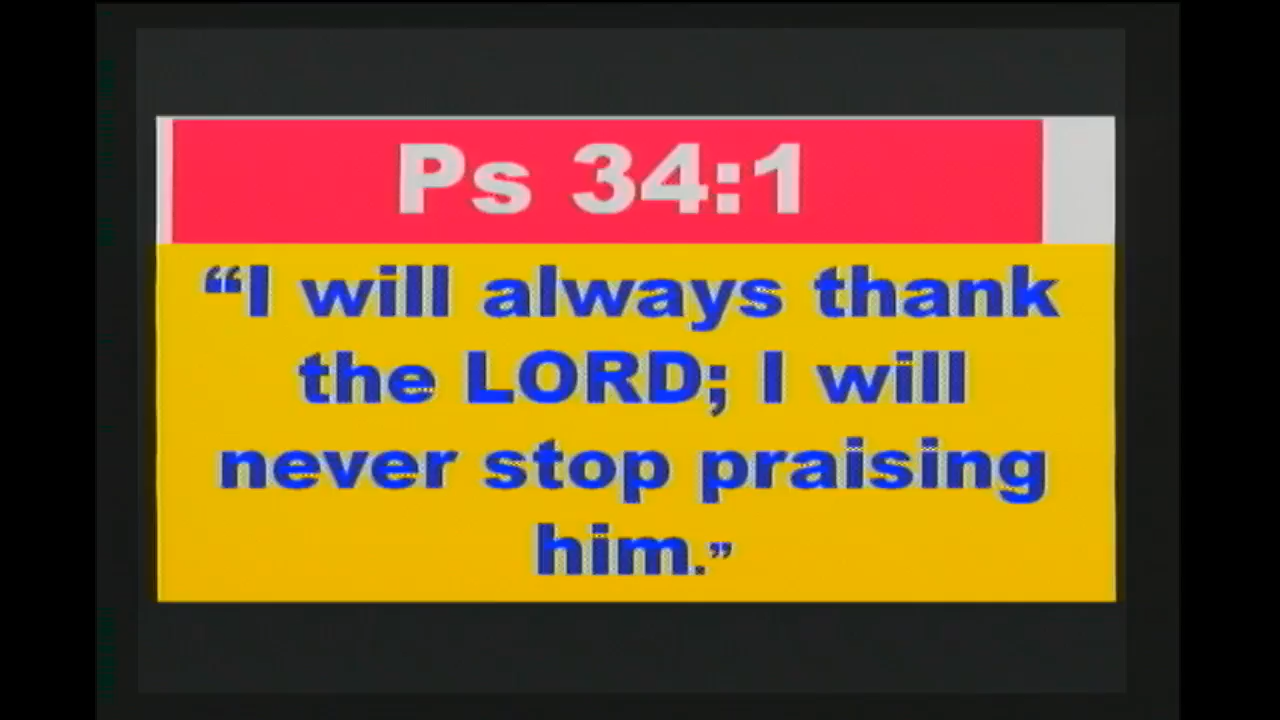 Ps 34:1
“I will always thank
the LORD; I will
never stop praising
him.”